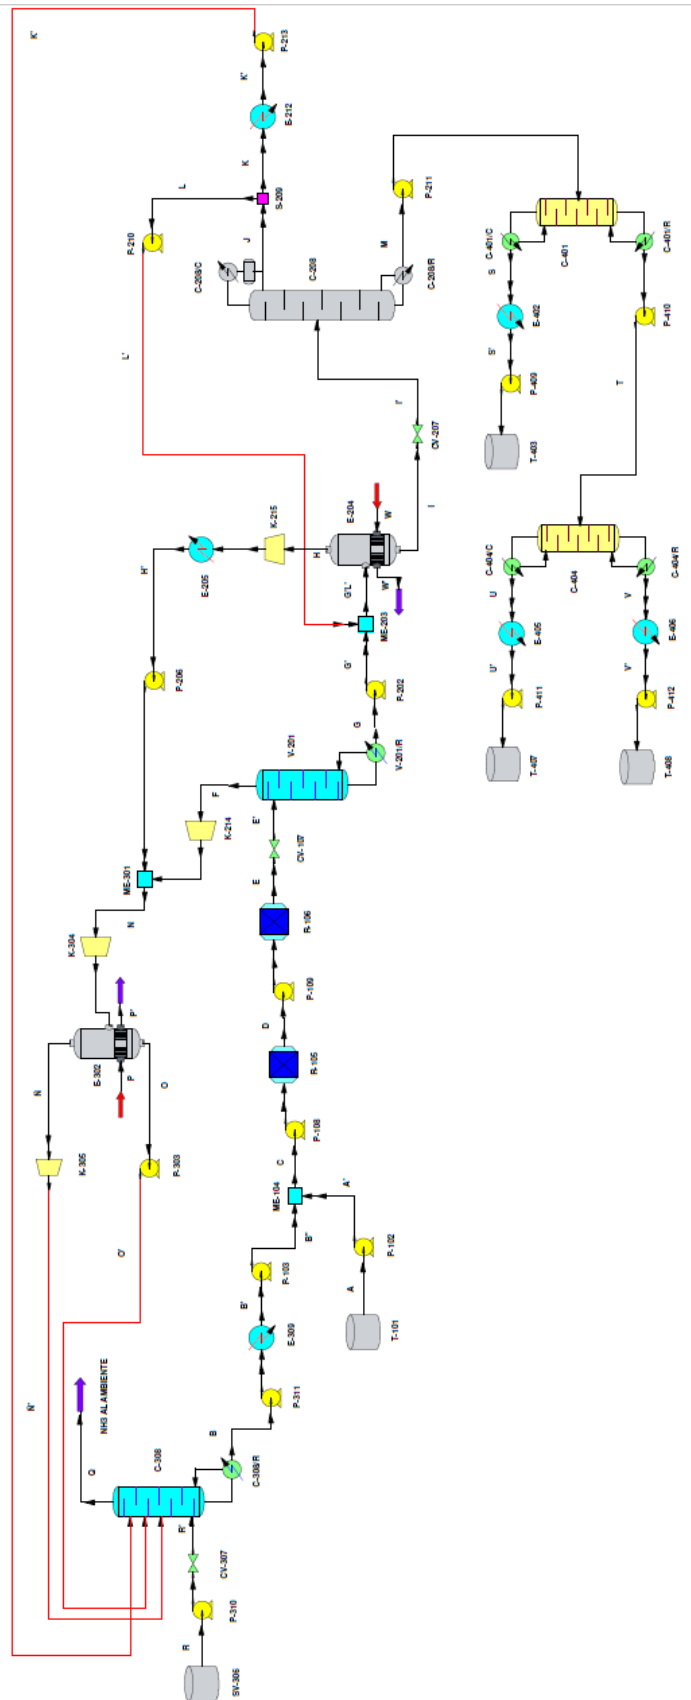 Ñ'
K'
Ñ
K-305
K-304
Q
E-302
NH3 AL AMBIENTE
O'
ME-301
L'
P-210
P
P'
N
H'
C-308
O
P-303
P-206
L
R'
R
C-208/C
E-205
B
F
P-310
CV-307
K-214
SV-306
B'
E'
K
K'
J
C-308/R
E
K-215
E-309
D
V-201
S-209
E-212
P-213
P-103
P-311
ME-104
C
CV-107
R-106
P-109
R-105
P-108
B''
H
C-208
A'
G'L'
E-204
A
G'
G
M
W'
W
ME-203
I'
P-102
T-101
P-202
V-201/R
I
CV-207
C-208/R
P-211
C-404/C
C-401/C
U'
U
S'
S
T-407
P-411
E-405
T-403
P-409
E-402
C-404
C-401
V'
V
T
T-408
P-412
E-406
C-404/R
P-410
C-401/R